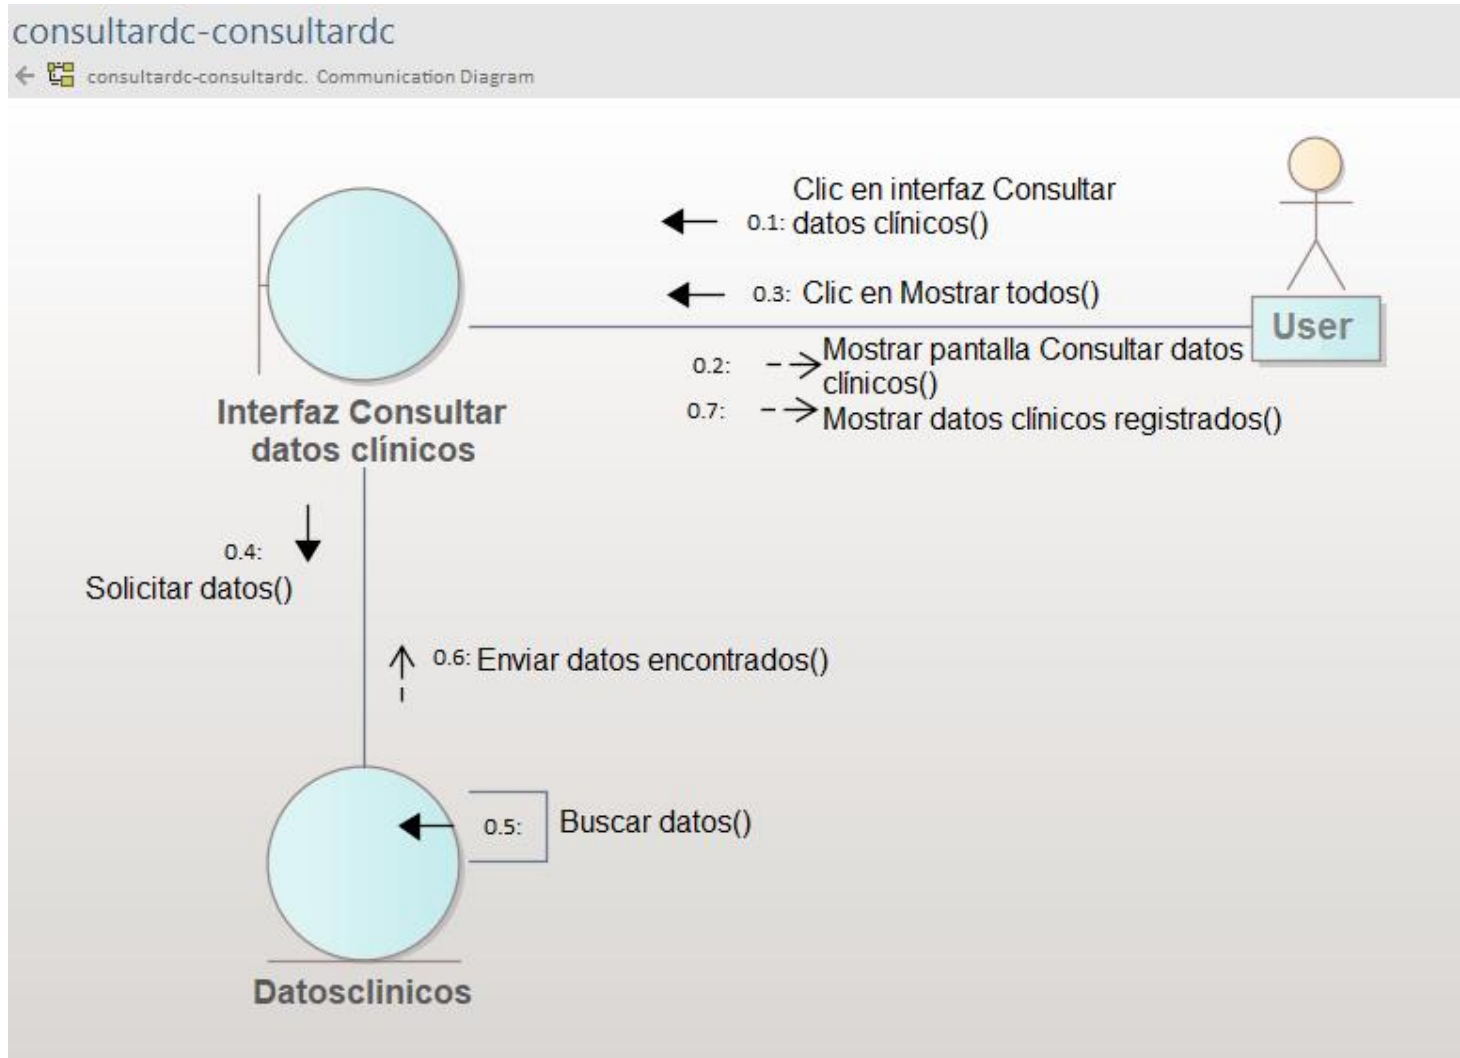 consultardc-consultardc
consultardc-consultardc. Communication Diagram
Clic en interfaz Consultar
0.1: datos clínicos()
0.3: Clic en Mostrar todos()
User
0.2: Mostrar pantalla Consultar datos
clínicos()
0.7: Mostrar datos clínicos registrados()
Interfaz Consultar
datos clínicos
0.4:
Solicitar datos()
0.6: Enviar datos encontrados()
0.5: Buscar datos()
Datosclinicos